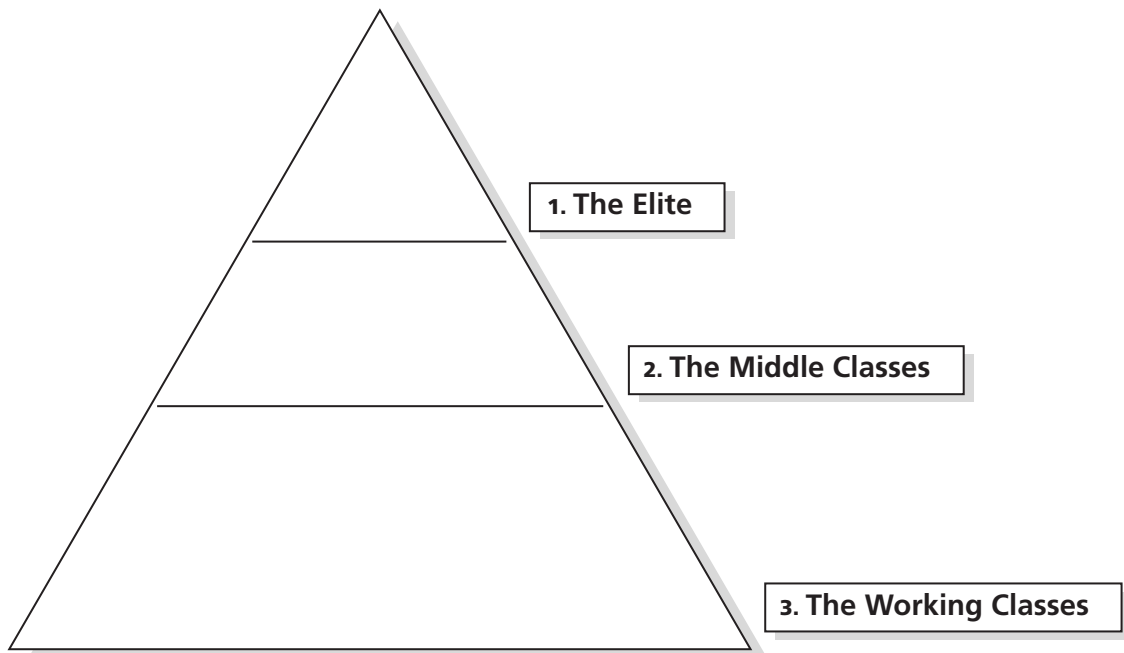 1. The Elite
2. The Middle Classes
3. The Working Classes